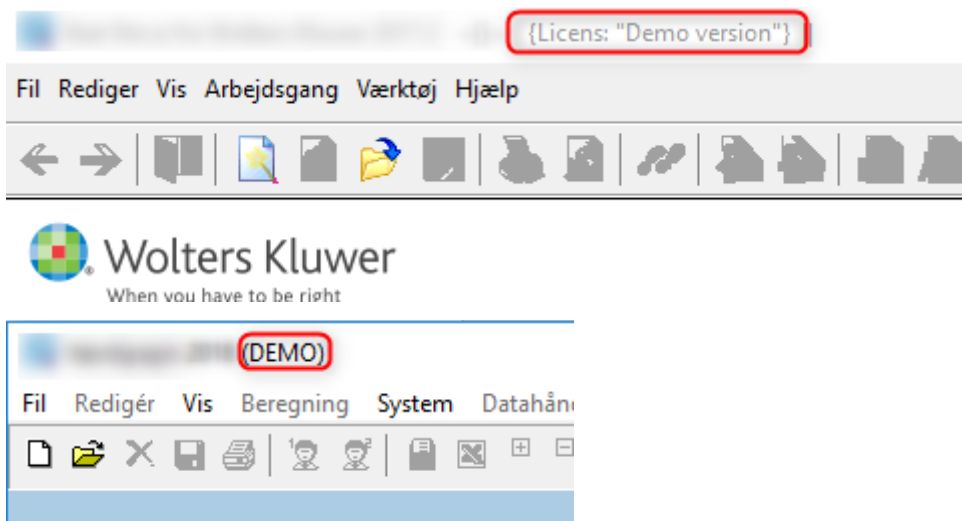 {Licens: "Demo version"}
Fil Rediger Vis Arbejdsgang Værktøj Hjælp
Wolters Kluwer
When you have to be right
(DEMO)
Fil Redigér Vis Beregning System